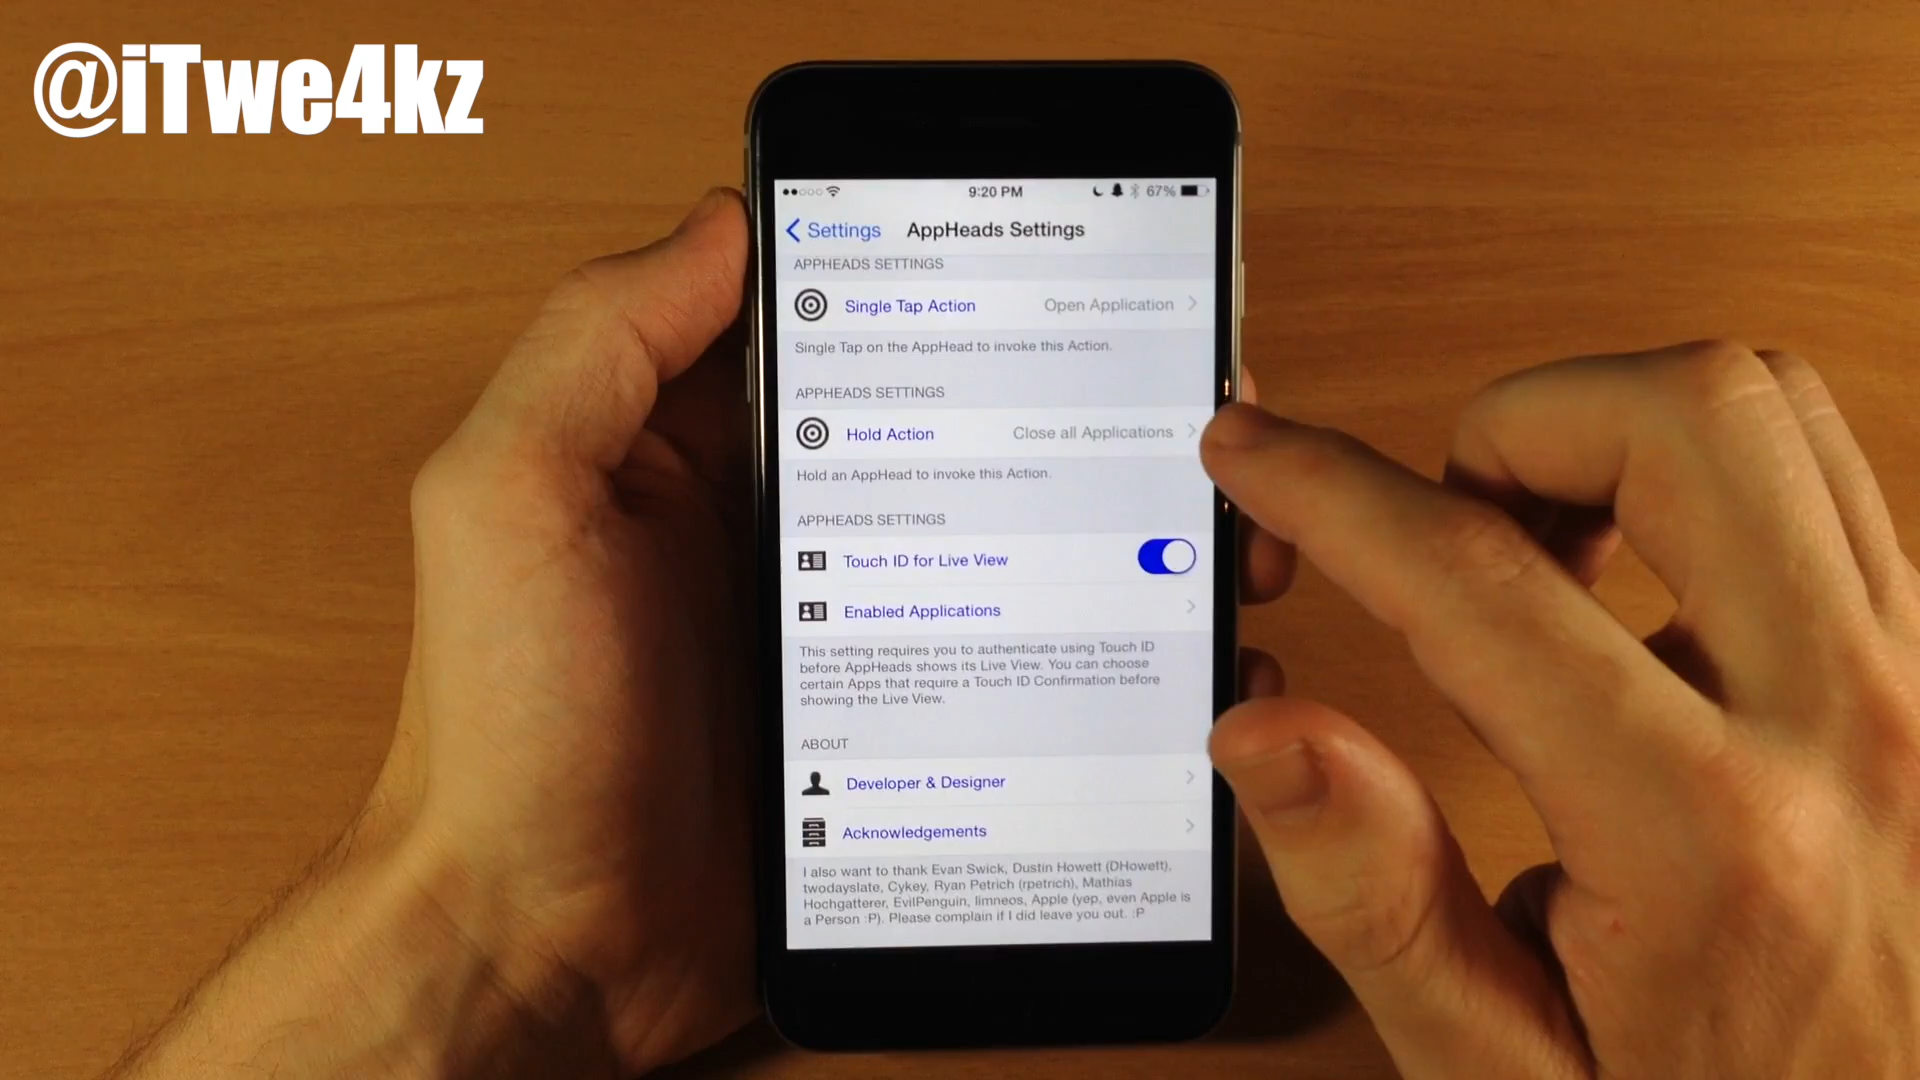 @iTwe4kz
9:20 PM
67%
Settings
AppHeads Settings
APPHEADS SETTINGS
Single Tap Action
Open Application
Single Tap on the AppHead to invoke this Action.
APPHEADS SETTINGS
Hold Action
Close all Applications
Hold an AppHead to invoke this Action.
APPHEADS SETTINGS
Touch ID for Live View
Enabled Applications
This setting requires you to authenticate using Touch ID
before AppHeads shows its Live View. You can choose
certain Apps that require a Touch ID Confirmation before
showing the Live View.
ABOUT
Developer & Designer
Acknowledgements
I also want to thank Evan Swick, Dustin Howett (DHowett),
twodayslate, Cykey, Ryan Petrich (rpetrich), Mathias
Hochgatterer, EvilPenguin, limneos, Apple (yep, even Apple is
a Person :P). Please complain if I did leave you out. :P